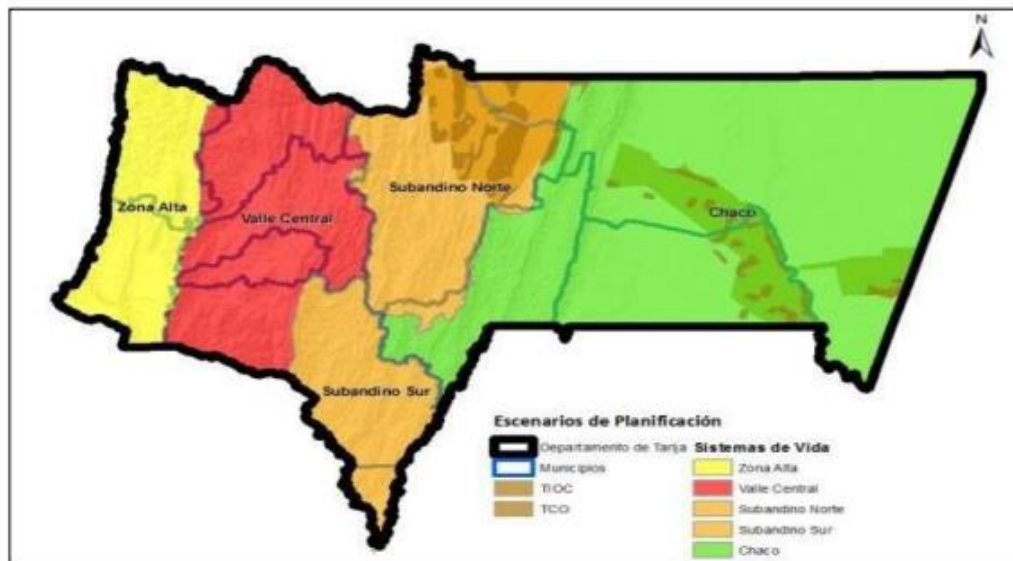 N
Zona Alta
Valle Central
Subandino Norte
Chaco
Subandino Sur
Escenarios de Planificación
Departamento de Tarija
Municipios
TIOC
TCO
Sistemas de Vida
Zona Alta
Valle Central
Subandino Norte
Subandino Sur
Chaco